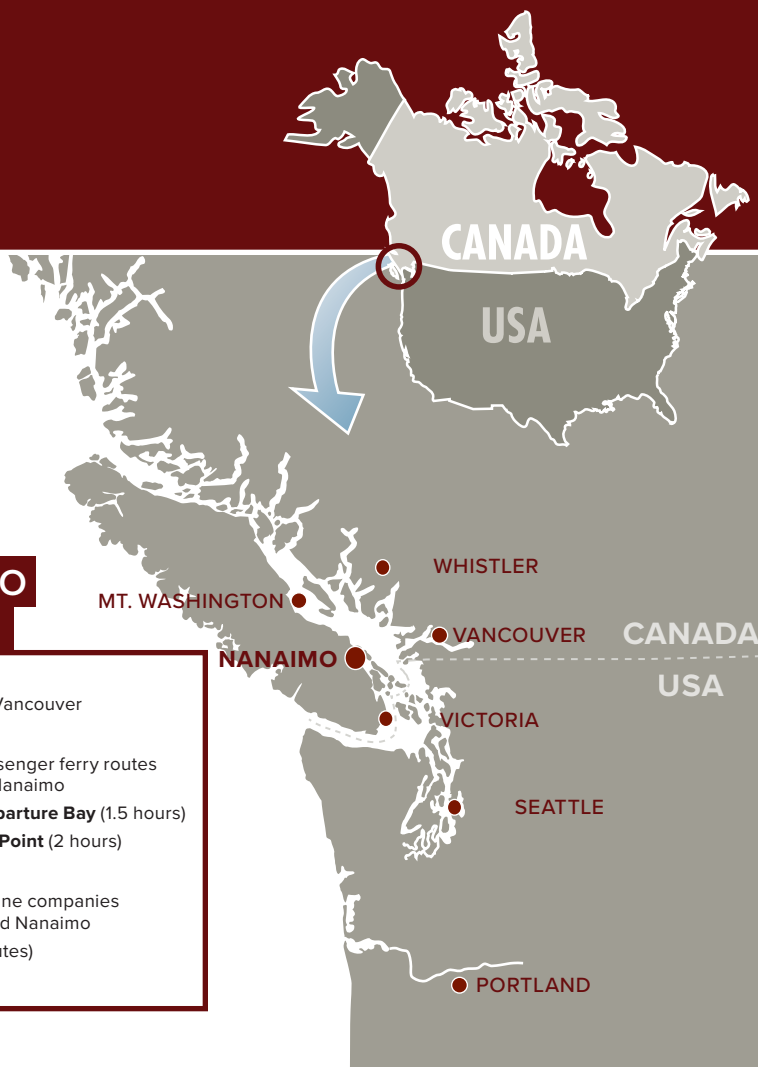 CANADA
USA
WHISTLER
MT. WASHINGTON
VANCOUVER
CANADA
NANAIMO
USA
VICTORIA
SEATTLE
PORTLAND
O
Vancouver
senger ferry routes
Nanaimo
parture Bay (1.5 hours)
Point (2 hours)
ne companies
d Nanaimo
utes)